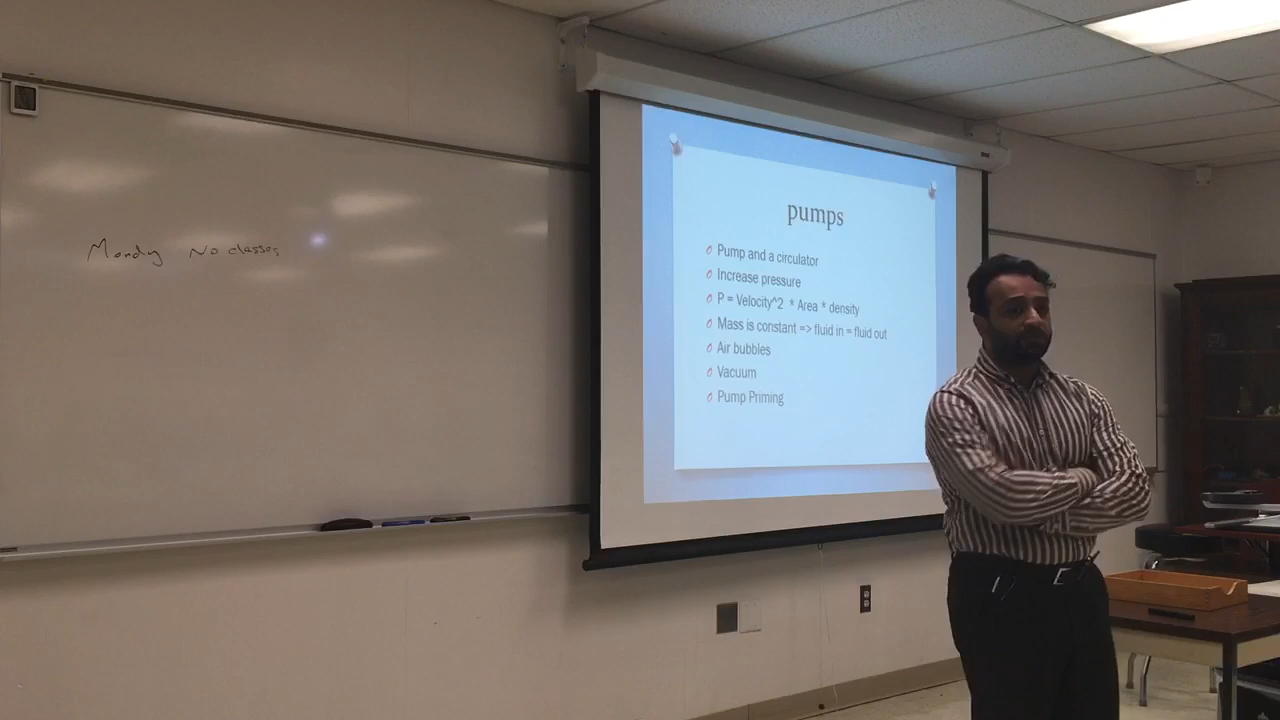 Monday No classes
pumps
Pump and a circulator
Increase pressure
P = Velocity^2 * Area * density
Mass is constant => fluid in = fluid out
Air bubbles
Vacuum
Pump Priming